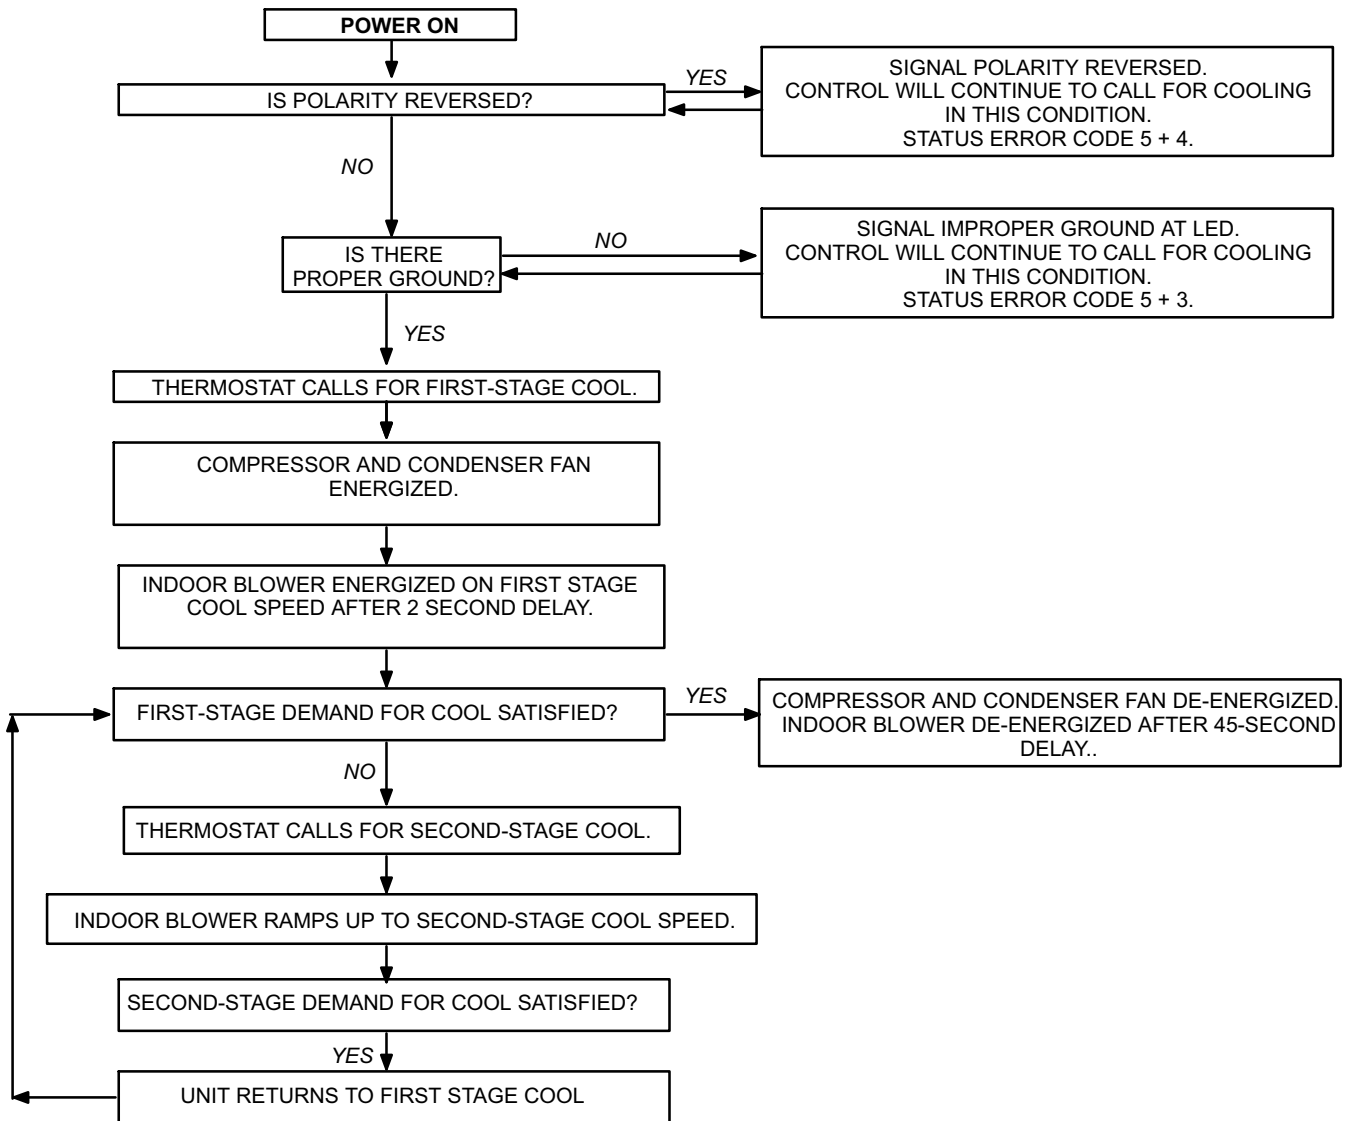 POWER ON
IS POLARITY REVERSED?
YES
SIGNAL POLARITY REVERSED.
CONTROL WILL CONTINUE TO CALL FOR COOLING
IN THIS CONDITION.
STATUS ERROR CODE 5 + 4.
NO
IS THERE
PROPER GROUND?
NO
SIGNAL IMPROPER GROUND AT LED.
CONTROL WILL CONTINUE TO CALL FOR COOLING
IN THIS CONDITION.
STATUS ERROR CODE 5 + 3.
YES
THERMOSTAT CALLS FOR FIRST-STAGE COOL.
COMPRESSOR AND CONDENSER FAN
ENERGIZED.
INDOOR BLOWER ENERGIZED ON FIRST STAGE
COOL SPEED AFTER 2 SECOND DELAY.
FIRST-STAGE DEMAND FOR COOL SATISFIED?
YES
COMPRESSOR AND CONDENSER FAN DE-ENERGIZED.
INDOOR BLOWER DE-ENERGIZED AFTER 45-SECOND
DELAY..
NO
THERMOSTAT CALLS FOR SECOND-STAGE COOL.
INDOOR BLOWER RAMPS UP TO SECOND-STAGE COOL SPEED.
SECOND-STAGE DEMAND FOR COOL SATISFIED?
YES
UNIT RETURNS TO FIRST STAGE COOL